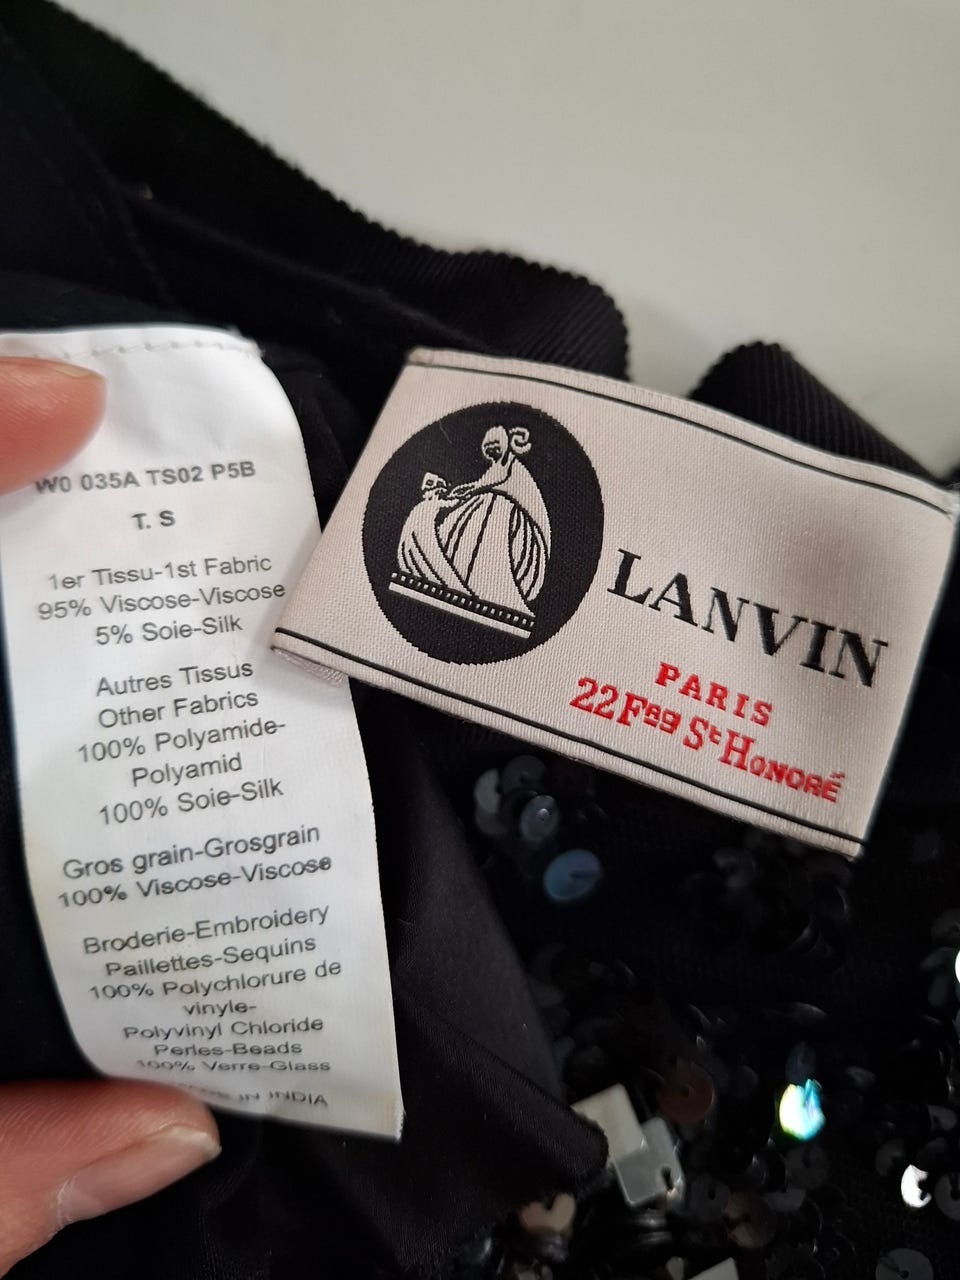 W0 035A TS02 P5B
T. S
1er Tissu-1st Fabric
95% Viscose-Viscose
5% Soie-Silk
Autres Tissus
Other Fabrics
100% Polyamide-
Polyamid
100% Soie-Silk
Gros grain-Grosgrain
100% Viscose-Viscose
Broderie-Embroidery
Paillettes-Sequins
100% Polychlorure de
vinyle-
Polyvinyl Chloride
Perles-Beads
100% Verre-Glass
IN INDIA
LANVIN
PARIS
22 Fbg St Honoré